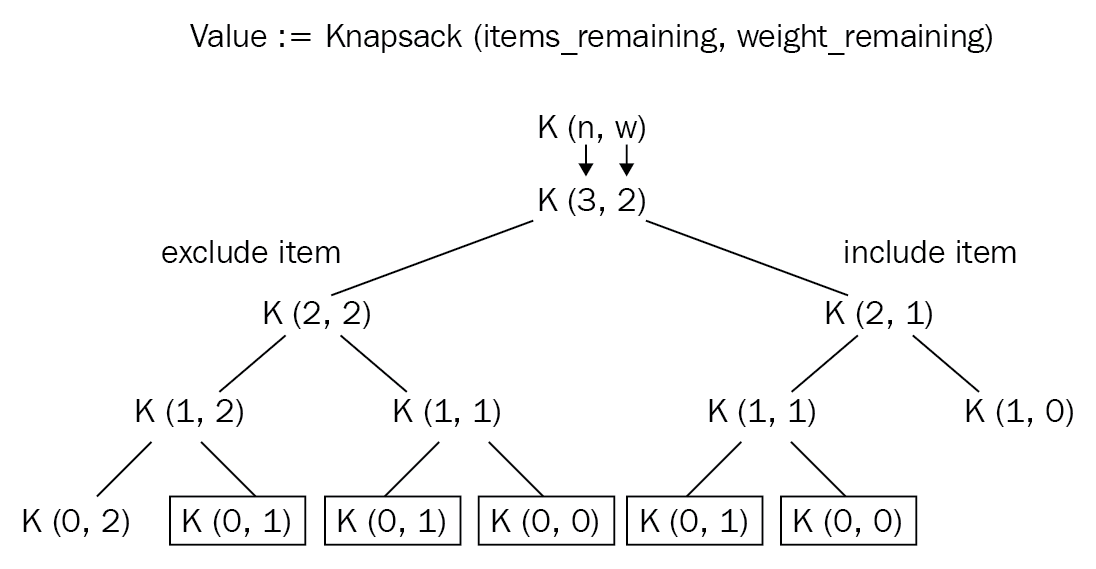 Value := Knapsack (items_remaining, weight_remaining)
K (n, w)
K (3, 2)
exclude item
include item
K (2, 2)
K (2, 1)
K (1, 2)
K (1, 1)
K (1, 1)
K (1, 0)
K (0, 2)
K (0, 1)
K (0, 1)
K (0, 0)
K (0, 1)
K (0, 0)